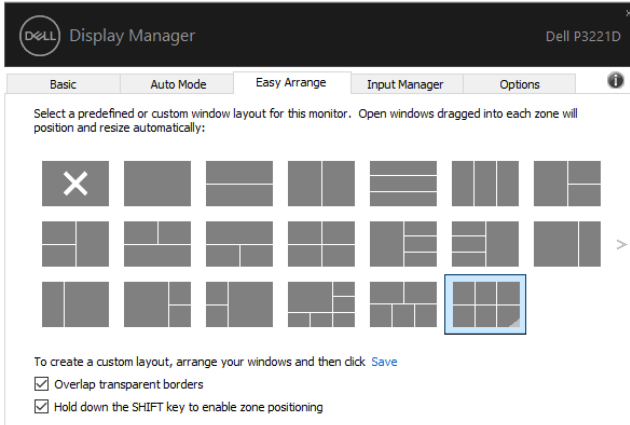 DELL Display Manager
Dell P3221D
Basic Auto Mode Easy Arrange Input Manager Options
Select a predefined or custom window layout for this monitor. Open windows dragged into each zone will
position and resize automatically:
To create a custom layout, arrange your windows and then click Save
Overlap transparent borders
Hold down the SHIFT key to enable zone positioning